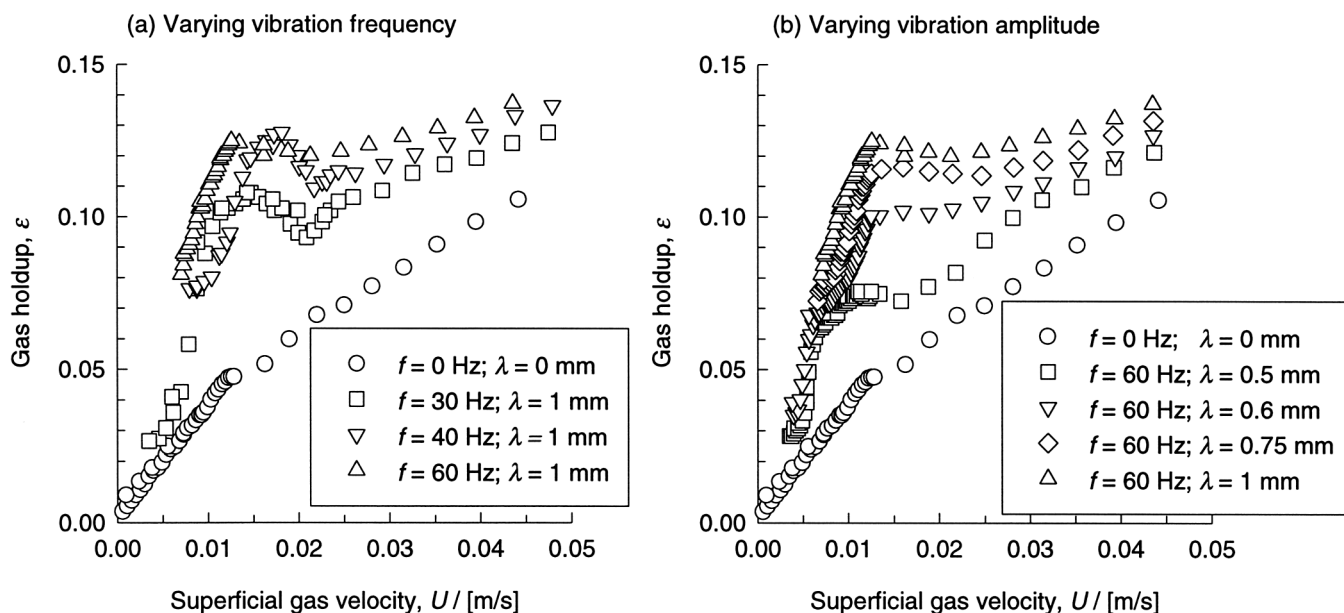 (a) Varying vibration frequency
0.15
0.10
0.05
0.00
Gas holdup, ε
0.00 0.01 0.02 0.03 0.04 0.05
Superficial gas velocity, U / [m/s]
f = 0 Hz; λ = 0 mm
f = 30 Hz; λ = 1 mm
f = 40 Hz; λ = 1 mm
f = 60 Hz; λ = 1 mm
(b) Varying vibration amplitude
0.15
0.10
0.05
0.00
Gas holdup, ε
0.00 0.01 0.02 0.03 0.04 0.05
Superficial gas velocity, U / [m/s]
f = 0 Hz; λ = 0 mm
f = 60 Hz; λ = 0.5 mm
f = 60 Hz; λ = 0.6 mm
f = 60 Hz; λ = 0.75 mm
f = 60 Hz; λ = 1 mm